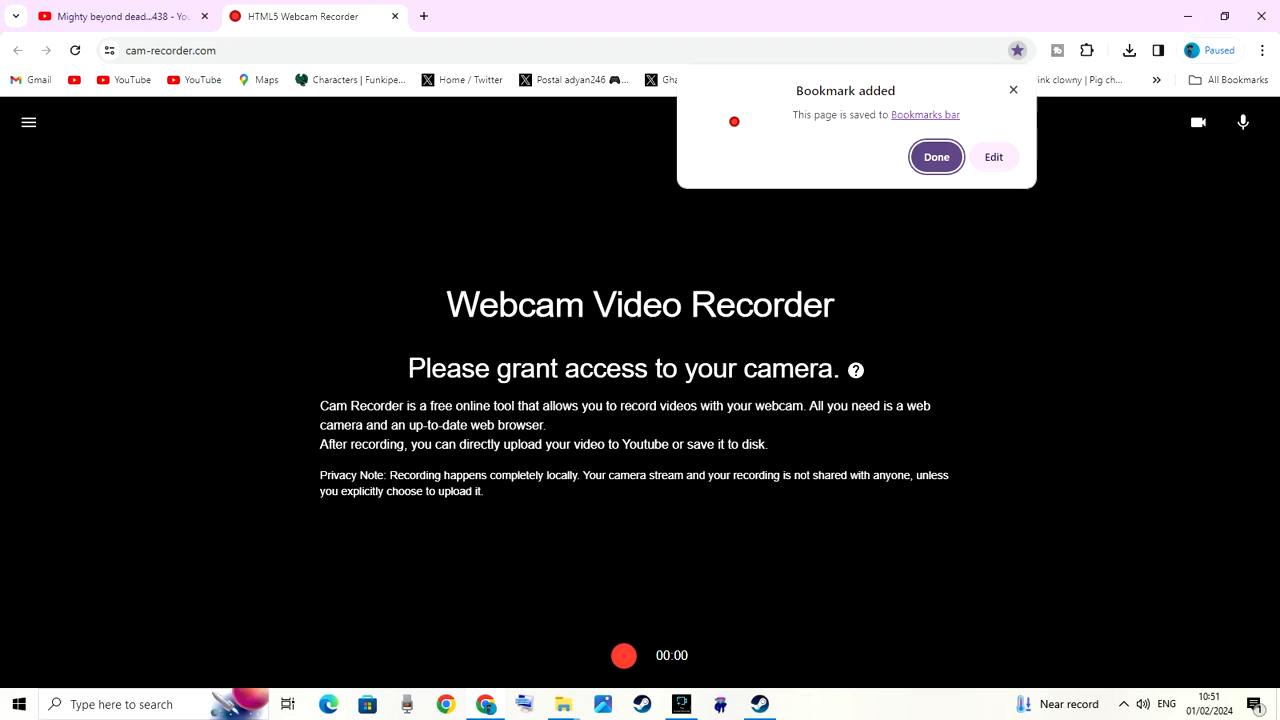 Mighty beyond dead...438 - You
HTML5 Webcam Recorder
cam-recorder.com
Paused
Gmail
YouTube
YouTube
Maps
Characters | Funkipe...
Home / Twitter
Postal adyan246 🎮...
Gha
ink clowny | Pig ch...
All Bookmarks
Bookmark added
This page is saved to Bookmarks bar
Done
Edit
Webcam Video Recorder
Please grant access to your camera.
Cam Recorder is a free online tool that allows you to record videos with your webcam. All you need is a web
camera and an up-to-date web browser.
After recording, you can directly upload your video to Youtube or save it to disk.
Privacy Note: Recording happens completely locally. Your camera stream and your recording is not shared with anyone, unless
you explicitly choose to upload it.
00:00
Type here to search
Near record
ENG
10:51
01/02/2024
1